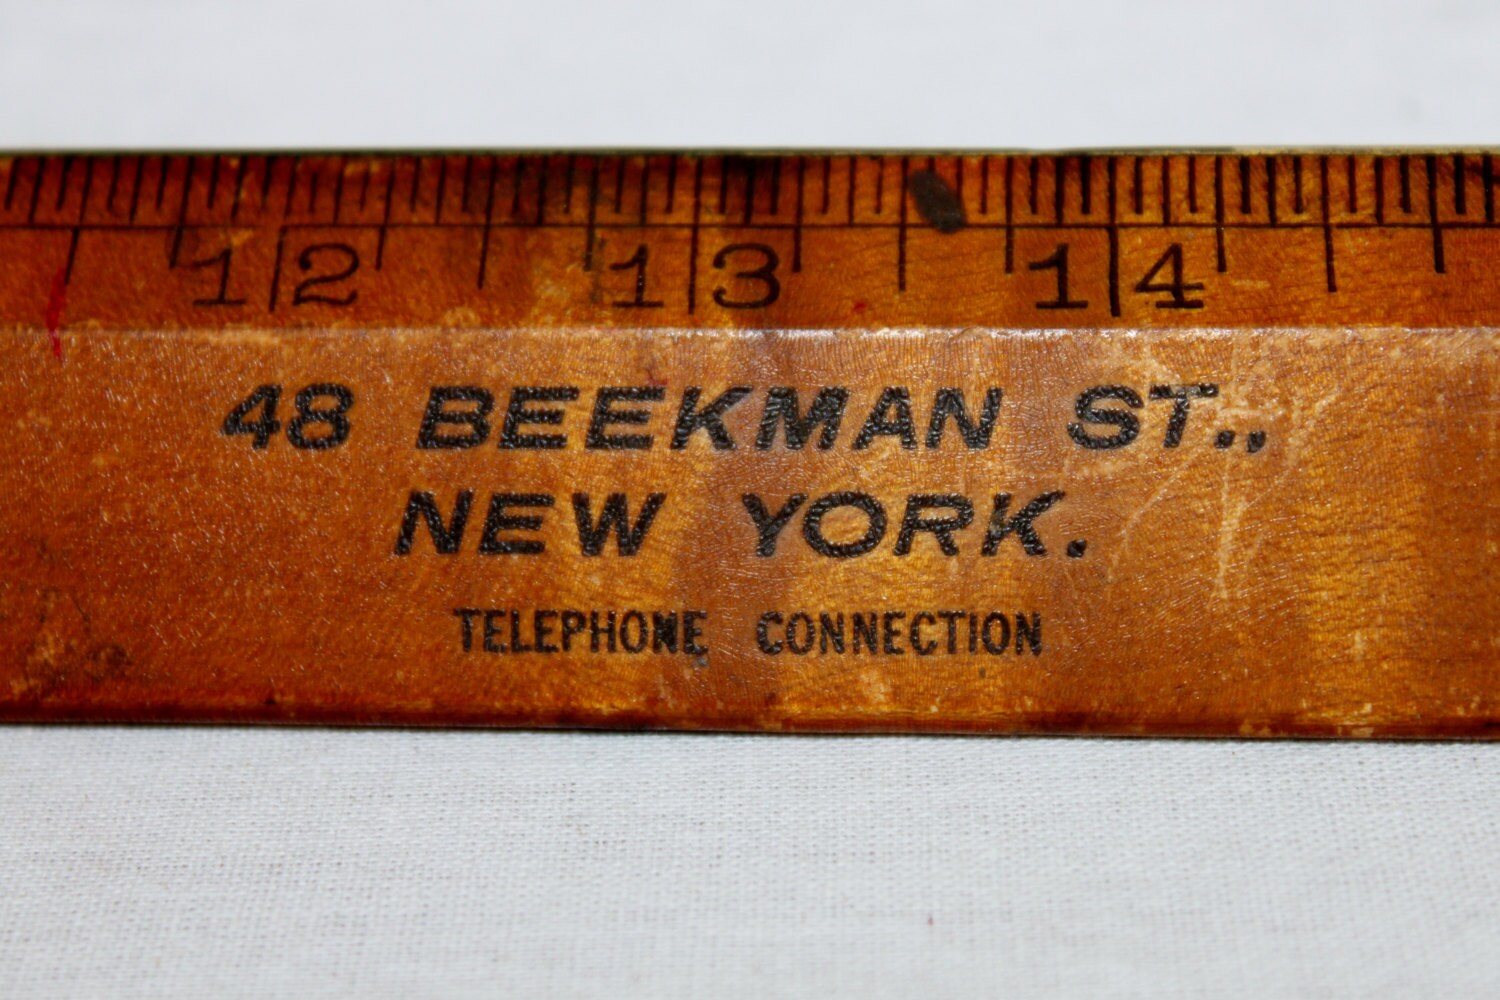 12 13 14
48 BEEKMAN ST.,
NEW YORK.
TELEPHONE CONNECTION